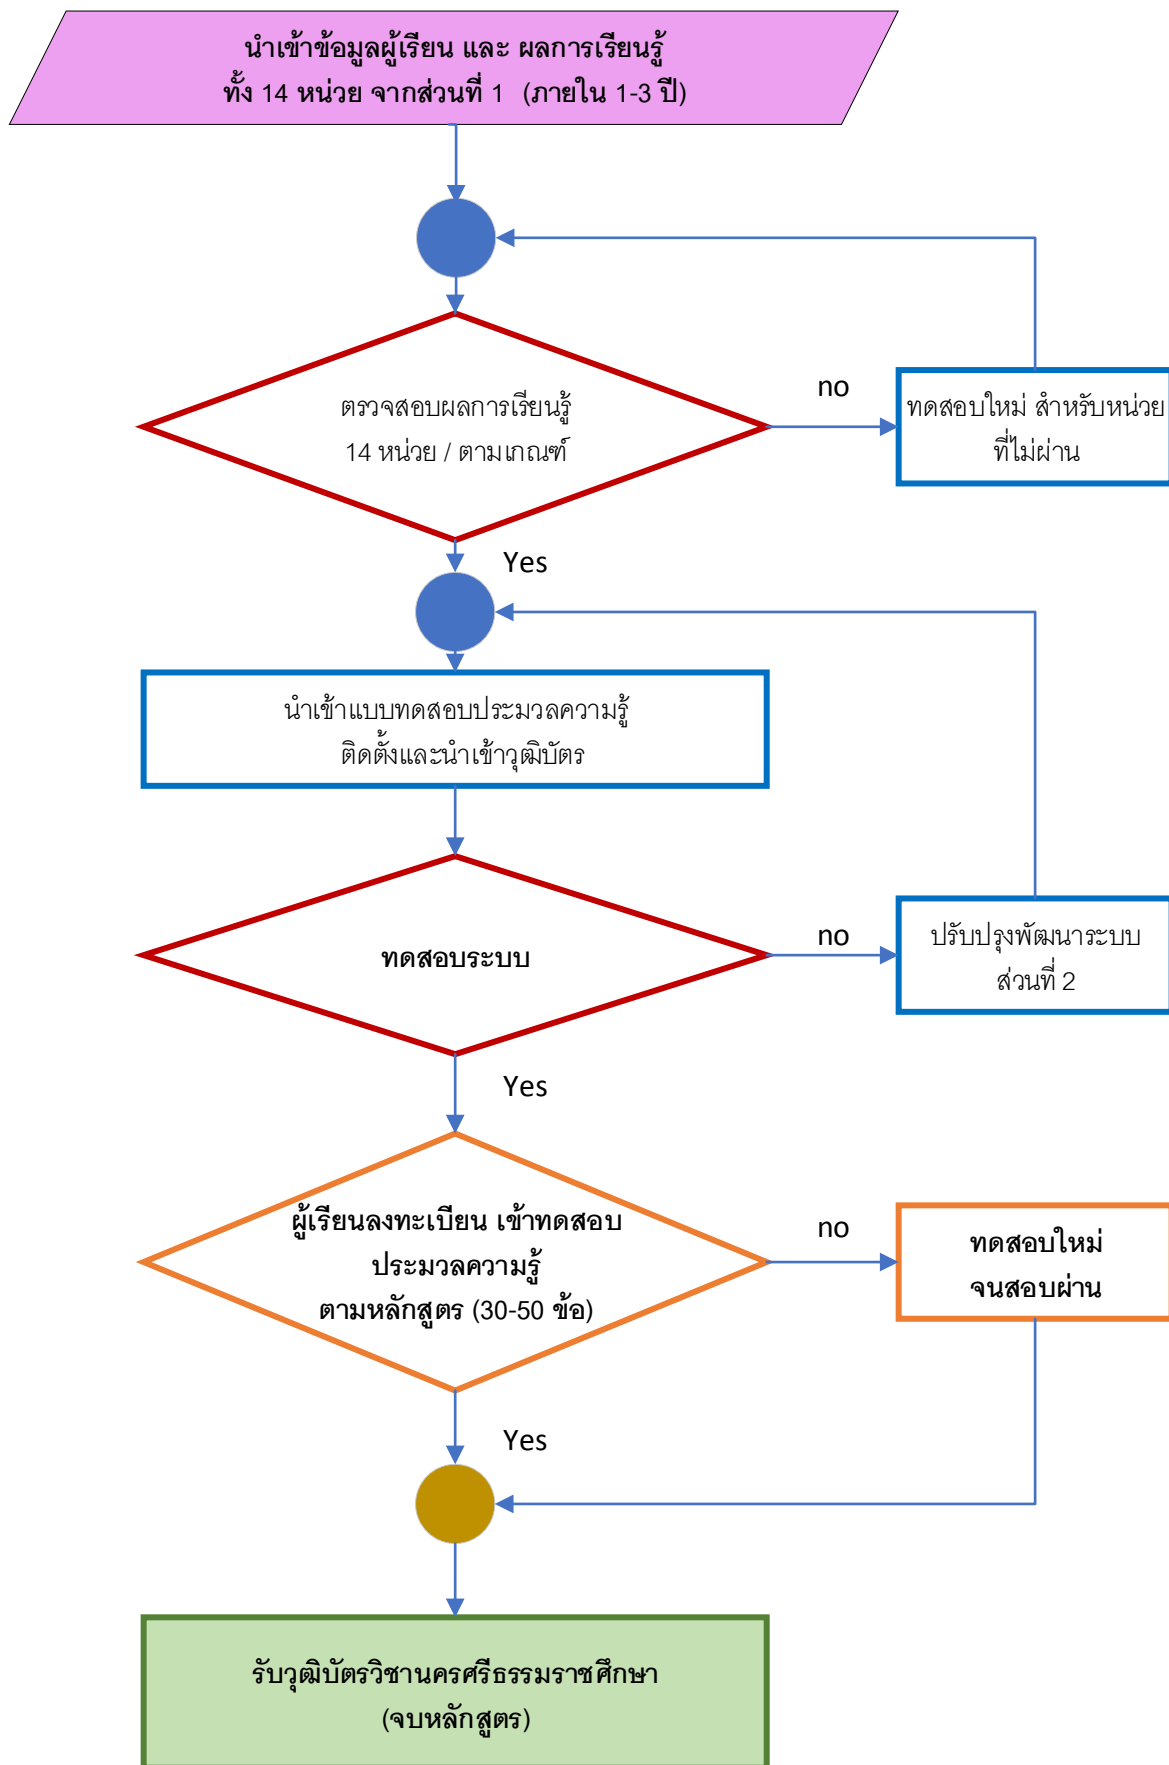 นำเข้าข้อมูลผู้เรียน และ ผลการเรียนรู้
ทั้ง 14 หน่วย จากส่วนที่ 1 (ภายใน 1-3 ปี)
ตรวจสอบผลการเรียนรู้
14 หน่วย / ตามเกณฑ์
no
ทดสอบใหม่ สำหรับหน่วย
ที่ไม่ผ่าน
Yes
นำเข้าแบบทดสอบประมวลความรู้
ติดตั้งและนำเข้าวุฒิบัตร
ทดสอบระบบ
no
ปรับปรุงพัฒนาระบบ
ส่วนที่ 2
Yes
ผู้เรียนลงทะเบียน เข้าทดสอบ
ประมวลความรู้
ตามหลักสูตร (30-50 ข้อ)
no
ทดสอบใหม่
จนสอบผ่าน
Yes
รับวุฒิบัตรวิชานครศรีธรรมราชศึกษา
(จบหลักสูตร)